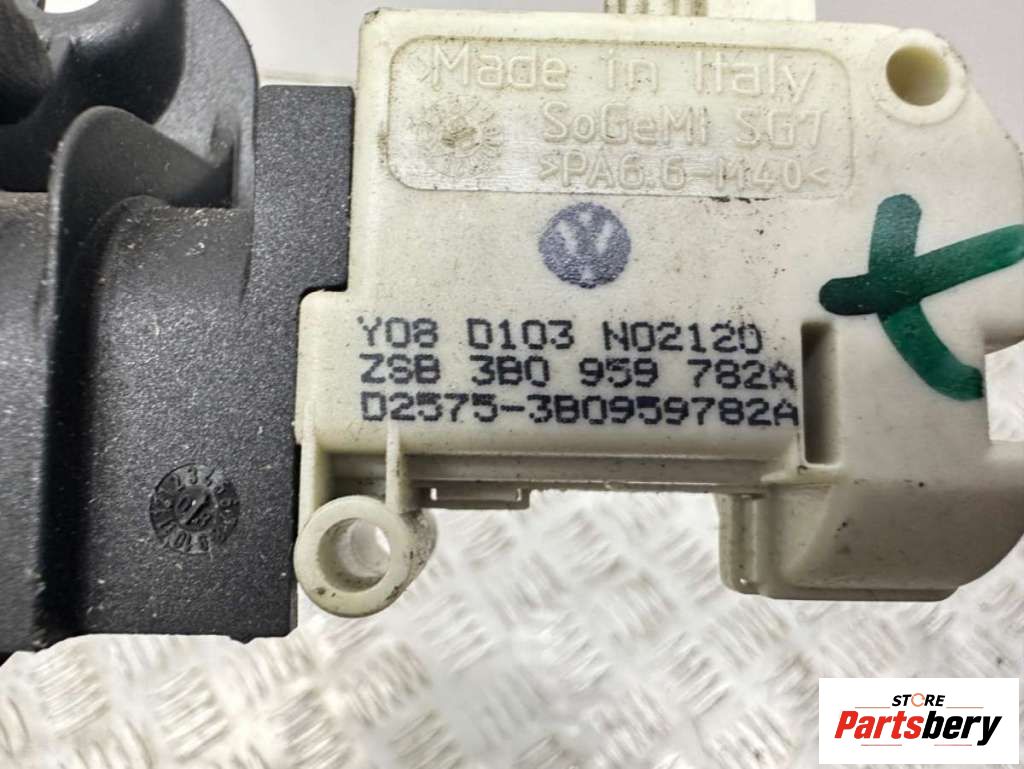 Made in Italy
SoGeMi SG7
>PA6.6-M40<
Y08 D103 N02120
ZSB 3B0 959 782A
D2575-3B0959782A
STORE
Partsbery